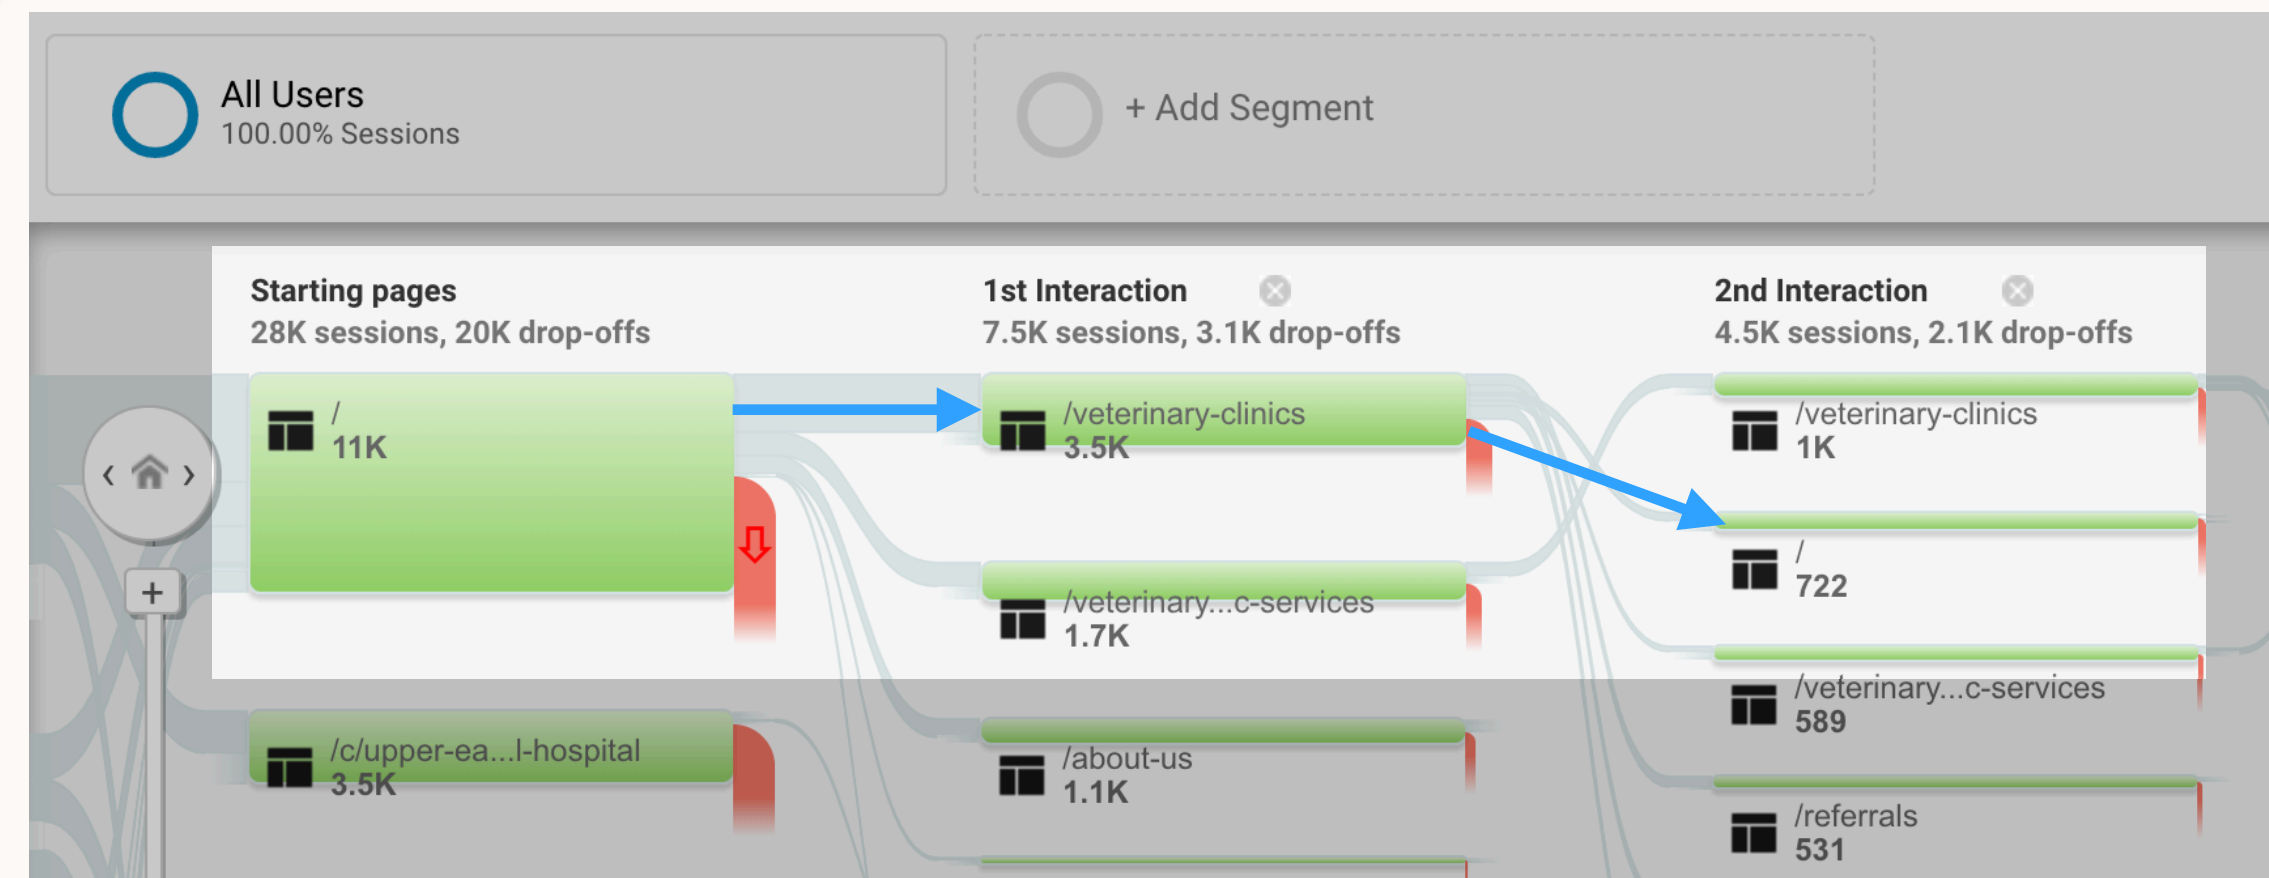 All Users
100.00% Sessions
+ Add Segment
Starting pages
28K sessions, 20K drop-offs
1st Interaction
7.5K sessions, 3.1K drop-offs
2nd Interaction
4.5K sessions, 2.1K drop-offs
/
11K
/c/upper-ea...l-hospital
3.5K
/veterinary-clinics
3.5K
/veterinary...c-services
1.7K
/about-us
1.1K
/veterinary-clinics
1K
/
722
/veterinary...c-services
589
/referrals
531